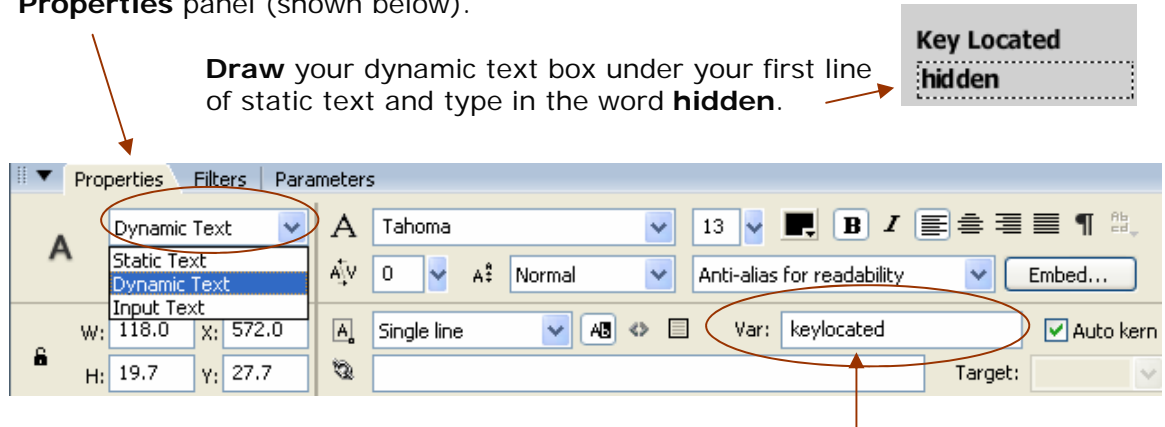 Properties panel (shown below).
Key Located
hidden
Draw your dynamic text box under your first line
of static text and type in the word hidden.
Properties Filters Parameters
A Dynamic Text A Tahoma 13 B I
Static Text
Dynamic Text
Input Text
A V 0 Normal Anti-alias for readability Embed...
W: 118.0 X: 572.0 Single line Var: keylocated Auto kern
H: 19.7 Y: 27.7 Target: